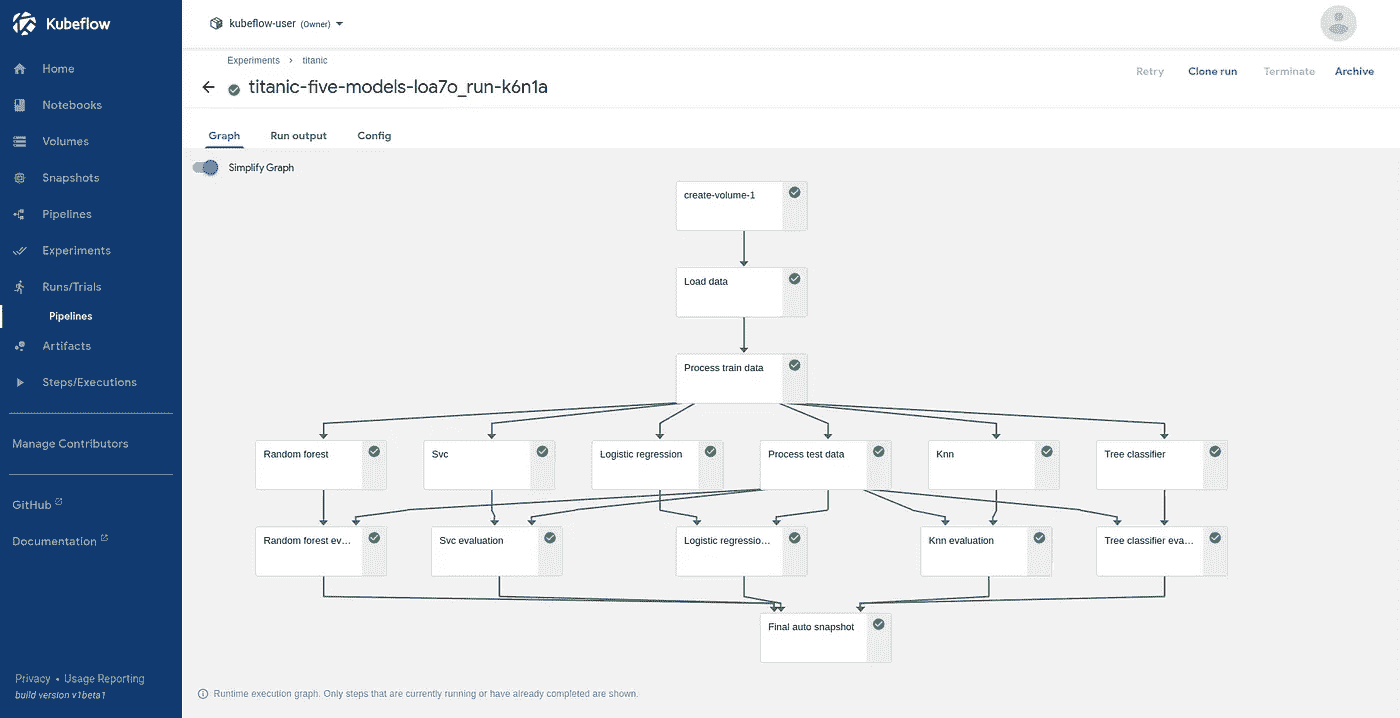 Kubeflow
Home
Notebooks
Volumes
Snapshots
Pipelines
Experiments
Runs/Trials
Pipelines
Artifacts
Steps/Executions
Manage Contributors
GitHub
Documentation
Privacy • Usage Reporting
build version v1beta1
kubeflow-user (Owner)
Experiments > titanic
titanic-five-models-loa7o_run-k6n1a
Retry Clone run Terminate Archive
Graph Run output Config
Simplify Graph
create-volume-1
Load data
Process train data
Random forest Svc Logistic regression Process test data Knn Tree classifier
Random forest ev... Svc evaluation Logistic regressio... Knn evaluation Tree classifier eva...
Final auto snapshot
Runtime execution graph. Only steps that are currently running or have already completed are shown.